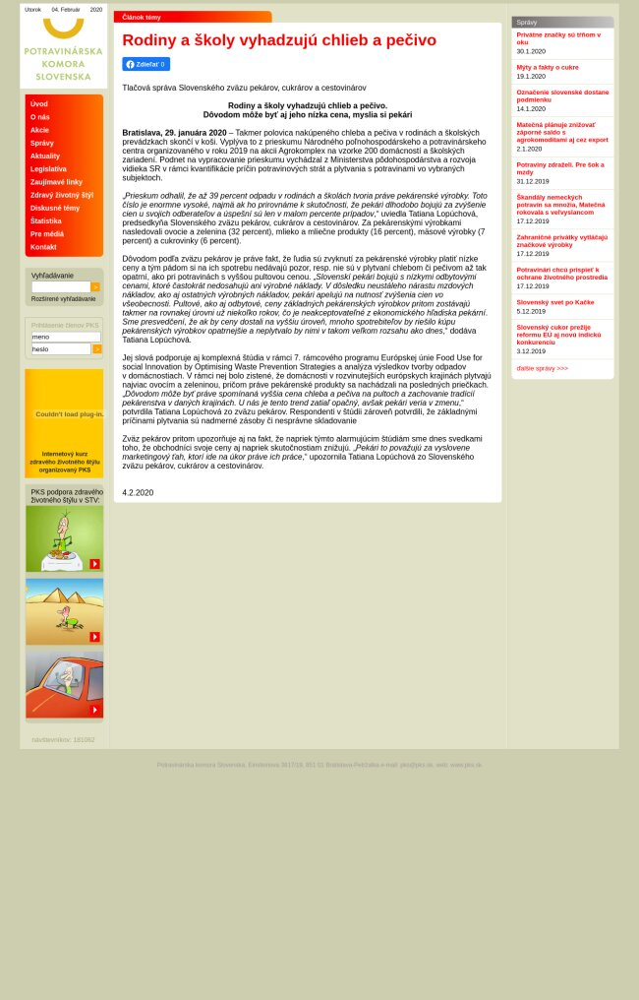 Utorok 04. Február 2020
POTRAVINÁRSKA
KOMORA
SLOVENSKA
Úvod
O nás
Akcie
Správy
Aktuality
Legislatíva
Zaujímavé linky
Zdravý životný štýl
Diskusné témy
Štatistika
Pre médiá
Kontakt
Vyhľadávanie
>
Rozšírené vyhľadávanie
Prihlásenie členov PKS
meno
heslo
>
Couldn't load plug-in.
Internetový kurz
zdravého životného štýlu
organizovaný PKS
PKS podpora zdravého
životného štýlu v STV:
návštevníkov: 181062
Článok témy
Rodiny a školy vyhadzujú chlieb a pečivo
Zdieľať 0
Tlačová správa Slovenského zväzu pekárov, cukrárov a cestovinárov
Rodiny a školy vyhadzujú chlieb a pečivo.
Dôvodom môže byť aj jeho nízka cena, myslia si pekári
Bratislava, 29. januára 2020 – Takmer polovica nakúpeného chleba a pečiva v rodinách a školských
prevádzkach skončí v koši. Vyplýva to z prieskumu Národného poľnohospodárskeho a potravinárskeho
centra organizovaného v roku 2019 na akcii Agrokomplex na vzorke 200 domácností a školských
zariadení. Podnet na vypracovanie prieskumu vychádzal z Ministerstva pôdohospodárstva a rozvoja
vidieka SR v rámci kvantifikácie príčin potravinových strát a plytvania s potravinami vo vybraných
subjektoch.
„Prieskum odhalil, že až 39 percent odpadu v rodinách a školách tvoria práve pekárenské výrobky. Toto
číslo je enormne vysoké, najmä ak ho prirovnáme k skutočnosti, že pekári dlhodobo bojujú za zvýšenie
cien u svojich odberateľov a úspešní sú len v malom percente prípadov,“ uviedla Tatiana Lopúchová,
predsedkyňa Slovenského zväzu pekárov, cukrárov a cestovinárov. Za pekárenskými výrobkami
nasledovali ovocie a zelenina (32 percent), mlieko a mliečne produkty (16 percent), mäsové výrobky (7
percent) a cukrovinky (6 percent).
Dôvodom podľa zväzu pekárov je práve fakt, že ľudia sú zvyknutí za pekárenské výrobky platiť nízke
ceny a tým pádom si na ich spotrebu nedávajú pozor, resp. nie sú v plytvaní chlebom či pečivom až tak
opatrní, ako pri potravinách s vyššou pultovou cenou. „Slovenskí pekári bojujú s nízkymi odbytovými
cenami, ktoré častokrát nedosahujú ani výrobné náklady. V dôsledku neustáleho nárastu mzdových
nákladov, ako aj ostatných výrobných nákladov, pekári apelujú na nutnosť zvýšenia cien vo
všeobecnosti. Pultové, ako aj odbytové, ceny základných pekárenských výrobkov pritom zostávajú
takmer na rovnakej úrovni už niekoľko rokov, čo je neakceptovateľné z ekonomického hľadiska pekární.
Sme presvedčení, že ak by ceny dostali na vyššiu úroveň, mnoho spotrebiteľov by riešilo kúpu
pekárenských výrobkov opatrnejšie a neplytvalo by nimi v takom veľkom rozsahu ako dnes,“ dodáva
Tatiana Lopúchová.
Jej slová podporuje aj komplexná štúdia v rámci 7. rámcového programu Európskej únie Food Use for
social Innovation by Optimising Waste Prevention Strategies a analýza výsledkov tvorby odpadov
v domácnostiach. V rámci nej bolo zistené, že domácnosti v rozvinutejších európskych krajinách plytvajú
najviac ovocím a zeleninou, pričom práve pekárenské produkty sa nachádzali na posledných priečkach.
„Dôvodom môže byť práve spomínaná vyššia cena chleba a pečiva na pultoch a zachovanie tradícií
pekárenstva v daných krajinách. U nás je tento trend zatiaľ opačný, avšak pekári veria v zmenu,“
potvrdila Tatiana Lopúchová zo zväzu pekárov. Respondenti v štúdii zároveň potvrdili, že základnými
príčinami plytvania sú nadmerné zásoby či nesprávne skladovanie
Zväz pekárov pritom upozorňuje aj na fakt, že napriek týmto alarmujúcim štúdiám sme dnes svedkami
toho, že obchodníci svoje ceny aj napriek skutočnostiam znižujú. „Pekári to považujú za vyslovene
marketingový ťah, ktorí ide na úkor práve ich práce,“ upozornila Tatiana Lopúchová zo Slovenského
zväzu pekárov, cukrárov a cestovinárov.
4.2.2020
Správy
Privátne značky sú tŕňom v
oku
30.1.2020
Mýty a fakty o cukre
19.1.2020
Označenie slovenské dostane
podmienku
14.1.2020
Matečná plánuje znižovať
záporné saldo s
agrokomoditami aj cez export
2.1.2020
Potraviny zdraželi. Pre šok a
mzdy
31.12.2019
Škandály nemeckých
potravín sa množia, Matečná
rokovala s veľvyslancom
17.12.2019
Zahraničné privátky vytláčajú
značkové výrobky
17.12.2019
Potravinári chcú prispieť k
ochrane životného prostredia
17.12.2019
Slovenský svet po Kaťke
5.12.2019
Slovenský cukor prežije
reformu EÚ aj novú indickú
konkurenciu
3.12.2019
ďalšie správy >>>
Potravinárska komora Slovenska, Einsteinova 3817/19, 851 01 Bratislava-Petržalka e-mail: pks@pks.sk, web: www.pks.sk